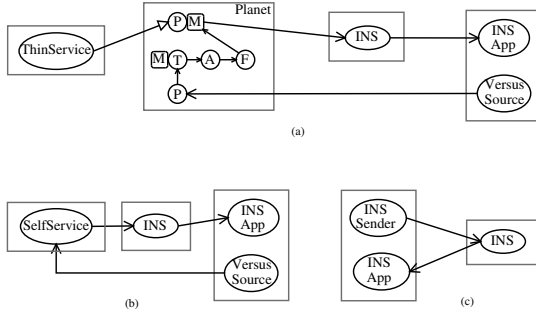 Planet
P M
ThinService
INS
INS
App
M T A F
P
Versus
Source
(a)
SelfService
INS
INS
App
Versus
Source
(b)
INS
Sender
INS
INS
App
(c)